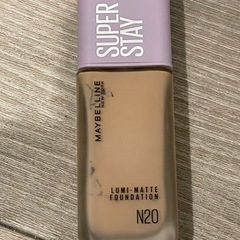 SUPER
STAY
MAYBELLINE
NEW YORK
LUMI-MATTE
FOUNDATION
N20